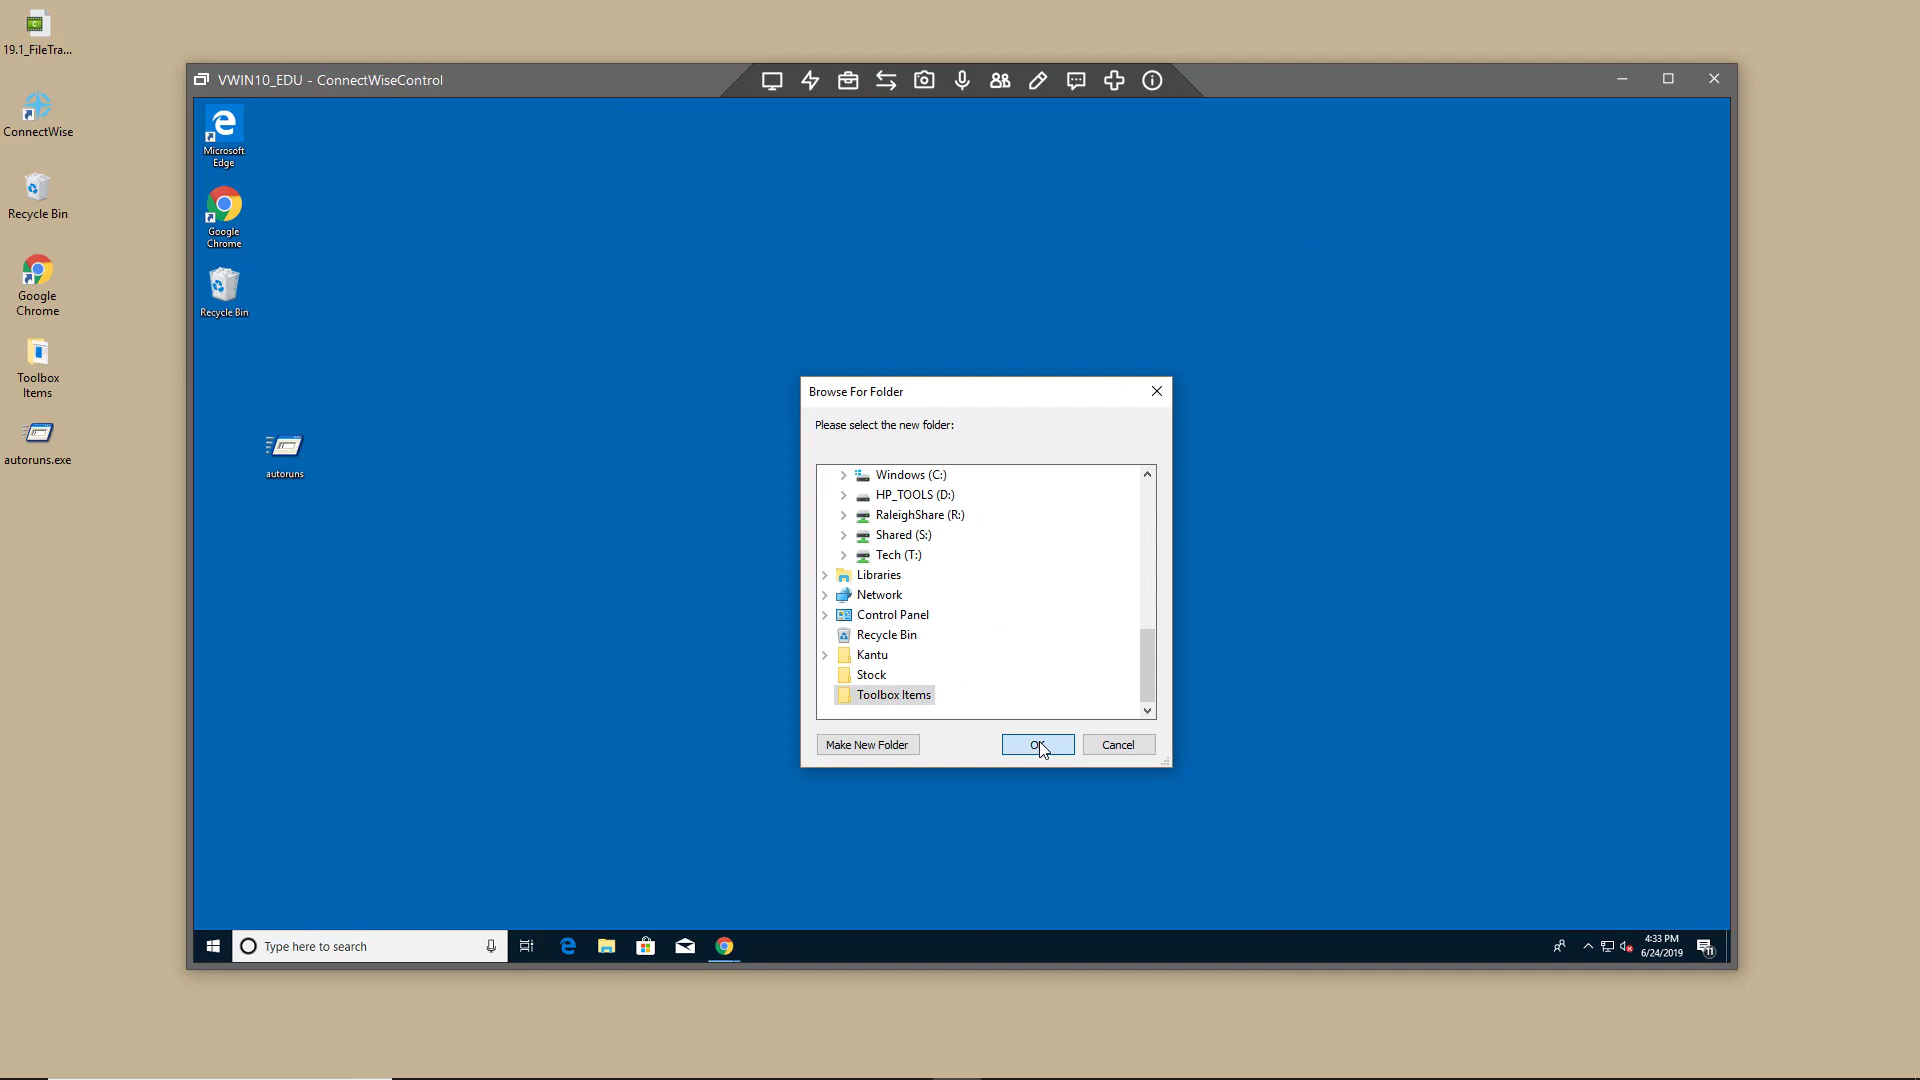 19.1_FileTra...
ConnectWise
Recycle Bin
Google
Chrome
Toolbox
Items
autoruns.exe
VWIN10_EDU - ConnectWiseControl
Microsoft
Edge
Google
Chrome
Recycle Bin
autoruns
Browse For Folder
Please select the new folder:
Windows (C:)
HP_TOOLS (D:)
RaleighShare (R:)
Shared (S:)
Tech (T:)
Libraries
Network
Control Panel
Recycle Bin
Kantu
Stock
Toolbox Items
Make New Folder
OK
Cancel
Type here to search
4:33 PM
6/24/2019
11